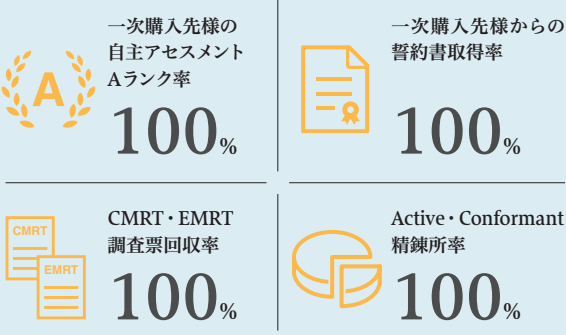 一次購入先様の
自主アセスメント
Aランク率
A
100%
一次購入先様からの
誓約書取得率
100%
CMRT・EMRT
調査票回収率
CMRT
EMRT
100%
Active・Conformant
精錬所率
100%